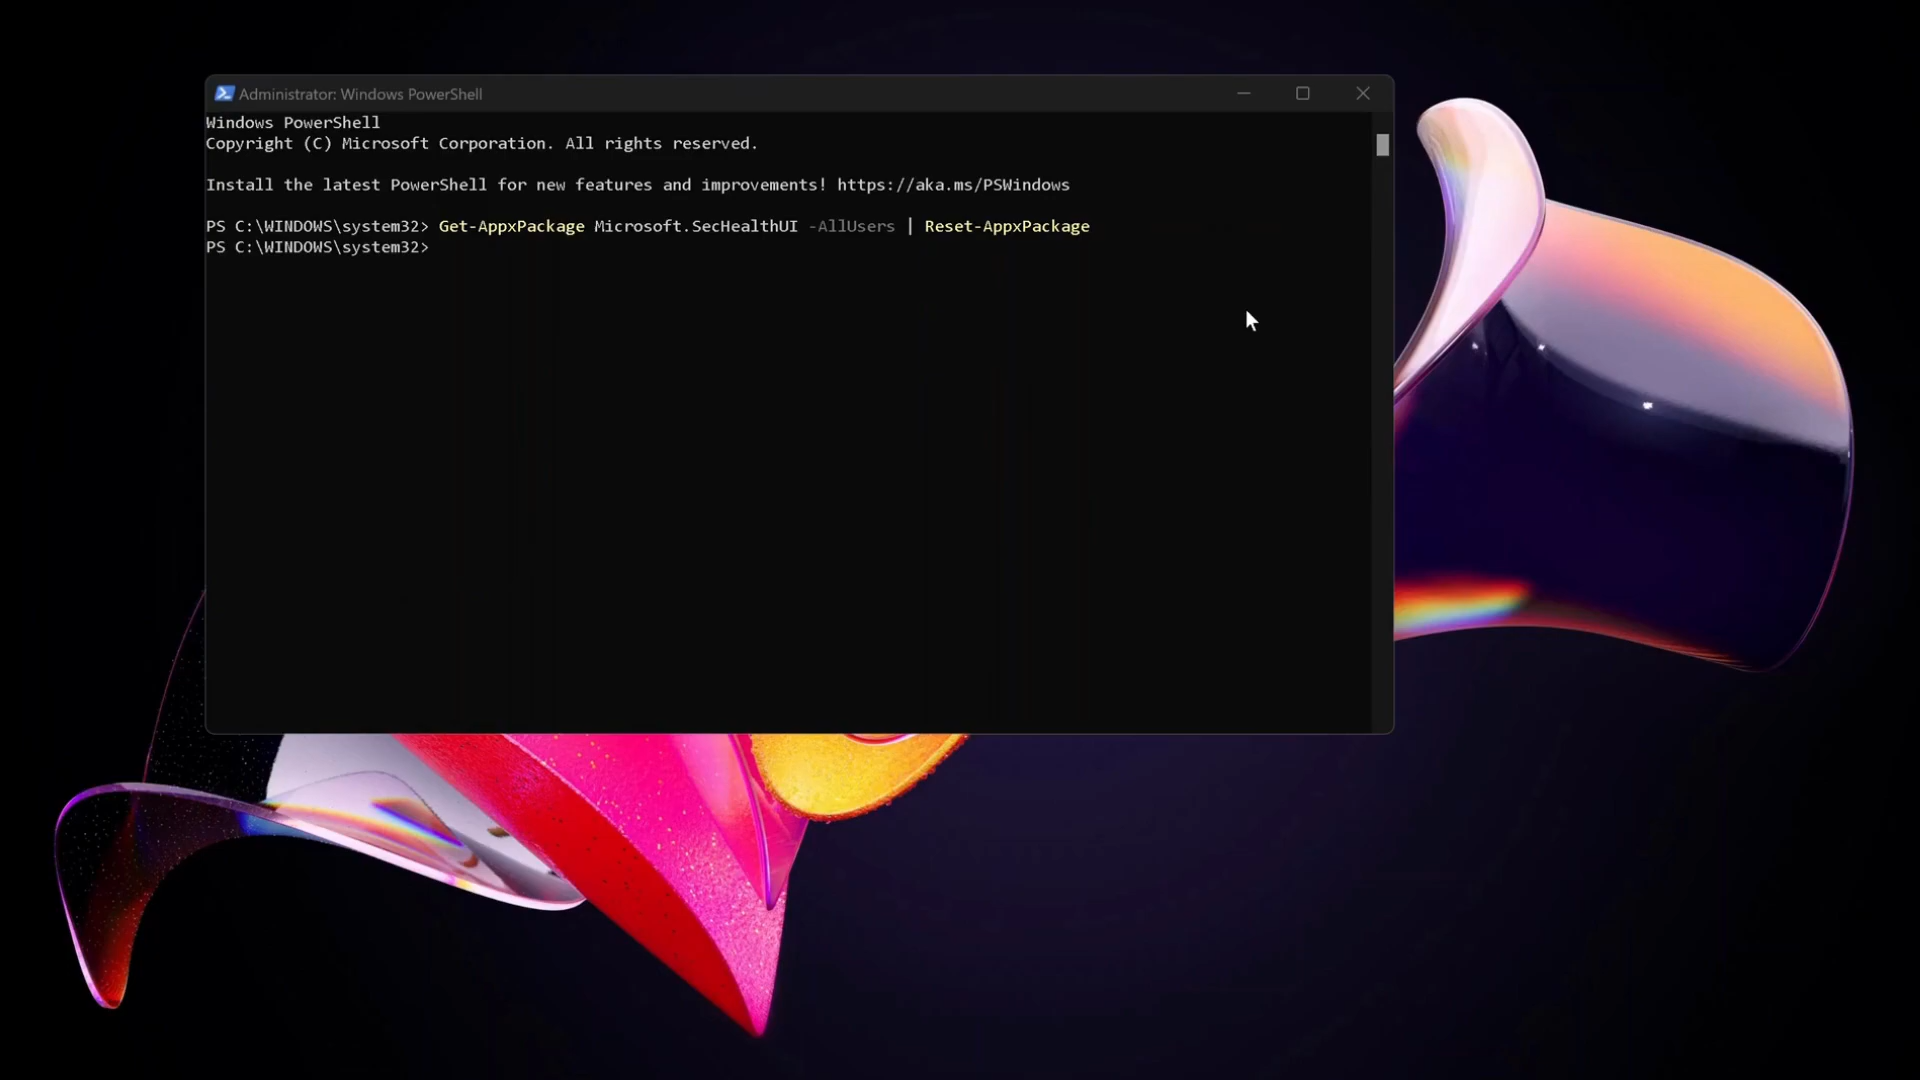 Administrator: Windows PowerShell
Windows PowerShell
Copyright (C) Microsoft Corporation. All rights reserved.
Install the latest PowerShell for new features and improvements! https://aka.ms/PSWindows
PS C:\WINDOWS\system32> Get-AppxPackage Microsoft.SecHealthUI -AllUsers | Reset-AppxPackage
PS C:\WINDOWS\system32>